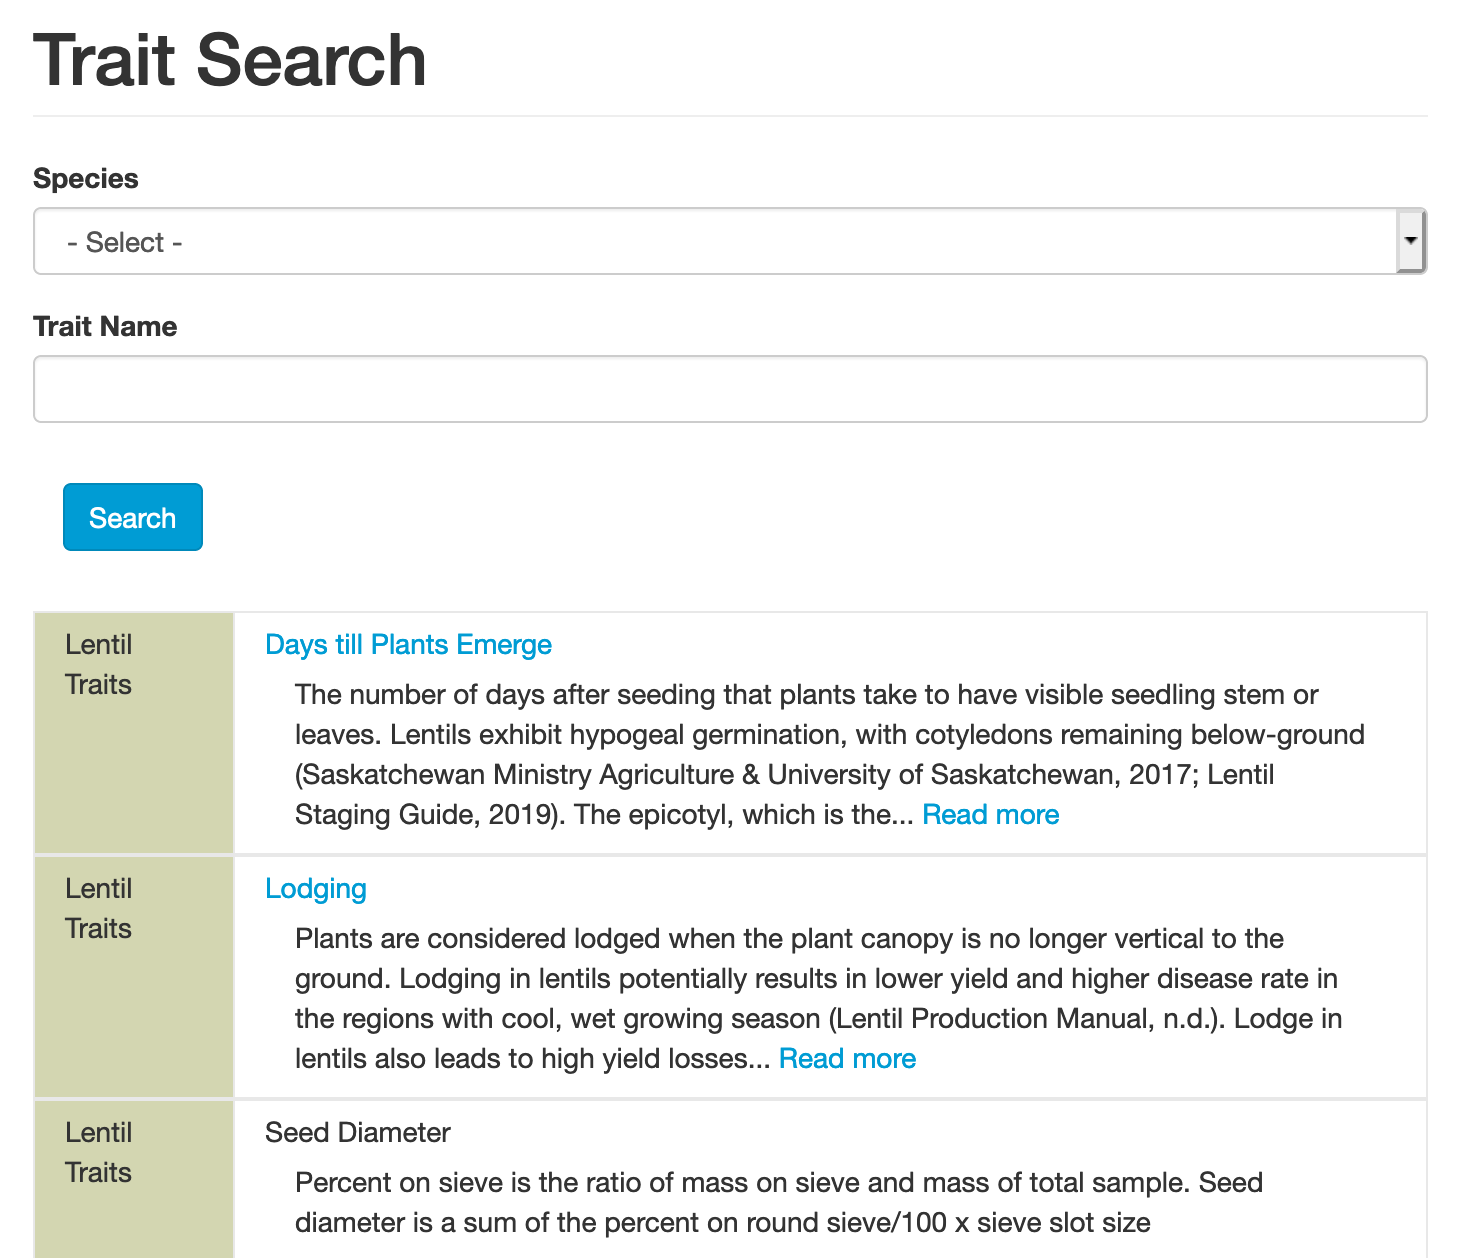 Trait Search
Species
- Select -
Trait Name
Search
Lentil
Traits
Days till Plants Emerge
The number of days after seeding that plants take to have visible seedling stem or
leaves. Lentils exhibit hypogeal germination, with cotyledons remaining below-ground
(Saskatchewan Ministry Agriculture & University of Saskatchewan, 2017; Lentil
Staging Guide, 2019). The epicotyl, which is the... Read more
Lentil
Traits
Lodging
Plants are considered lodged when the plant canopy is no longer vertical to the
ground. Lodging in lentils potentially results in lower yield and higher disease rate in
the regions with cool, wet growing season (Lentil Production Manual, n.d.). Lodge in
lentils also leads to high yield losses... Read more
Lentil
Traits
Seed Diameter
Percent on sieve is the ratio of mass on sieve and mass of total sample. Seed
diameter is a sum of the percent on round sieve/100 x sieve slot size